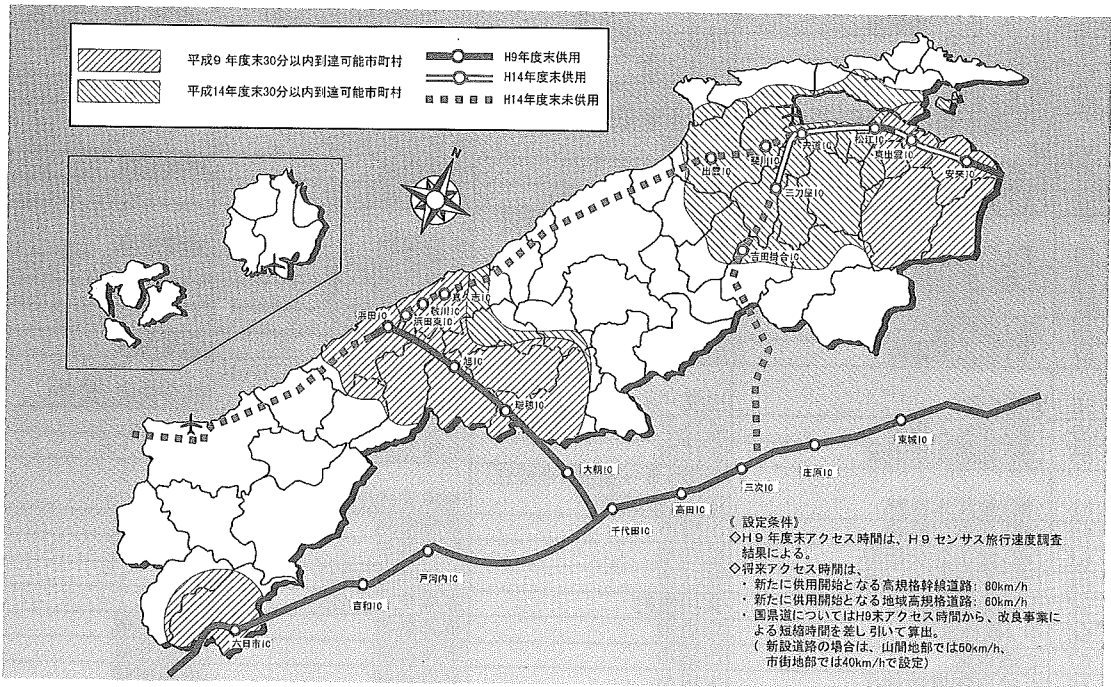 平成9年度末30分以内到達可能市町村
平成14年度末30分以内到達可能市町村
H9年度末供用
H14年度末供用
H14年度末未供用
N
宍道IC
松江IC
東出雲IC
安来IC
斐川IC
出雲IC
三刀屋IC
吉田掛合IC
浜田IC
浜田東IC
敬川IC
旭IC
瑞穂IC
大朝IC
千代田IC
高田IC
三次IC
庄原IC
東城IC
戸河内IC
吉和IC
六日市IC
《設定条件》
◇H9年度末アクセス時間は、H9センサス旅行速度調査
結果による。
◇将来アクセス時間は、
・新たに供用開始となる高規格幹線道路：80km/h
・新たに供用開始となる地域高規格道路：60km/h
・国県道についてはH9末アクセス時間から、改良事業に
よる短縮時間を差し引いて算出。
（新設道路の場合は、山間地部では50km/h、
市街地部では40km/hで設定）